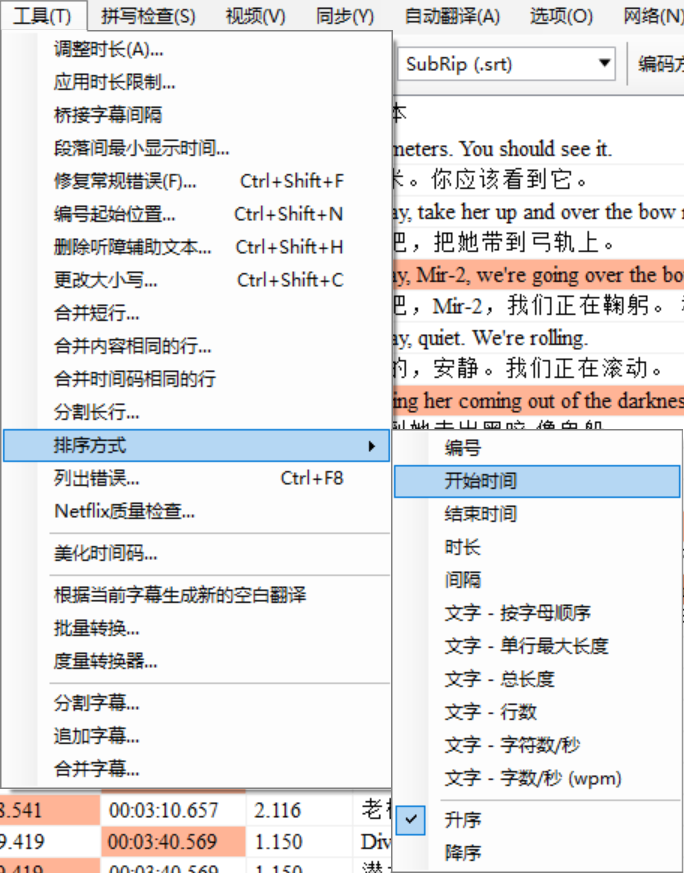 工具(T) 拼写检查(S) 视频(V) 同步(Y) 自动翻译(A) 选项(O) 网络(N)
调整时长(A)...
应用时长限制...
SubRip (.srt)
桥接字幕间隔
段落间最小显示时间...
meters. You should see it.
修复常规错误(F)... Ctrl+Shift+F
米。你应该看到它。
编号起始位置... Ctrl+Shift+N
ay, take her up and over the bow
删除听障辅助文本... Ctrl+Shift+H
吧，把她带到弓轨上。
更改大小写... Ctrl+Shift+C
ay, Mir-2, we're going over the bo
合并短行...
吧，Mir-2，我们正在鞠躬。
合并内容相同的行...
ay, quiet. We're rolling.
合并时间码相同的行
的，安静。我们正在滚动。
分割长行...
ing her coming out of the darknes
排序方式
列出错误... Ctrl+F8
Netflix质量检查...
美化时间码...
根据当前字幕生成新的空白翻译
批量转换...
度量转换器...
分割字幕...
追加字幕...
合并字幕...
编号
开始时间
结束时间
时长
间隔
文字 - 按字母顺序
文字 - 单行最大长度
文字 - 总长度
文字 - 行数
文字 - 字符数/秒
文字 - 字数/秒 (wpm)
升序
降序
8.541 00:03:10.657 2.116 老
9.419 00:03:40.569 1.150 Div
9.419 00:03:40.569 1.150